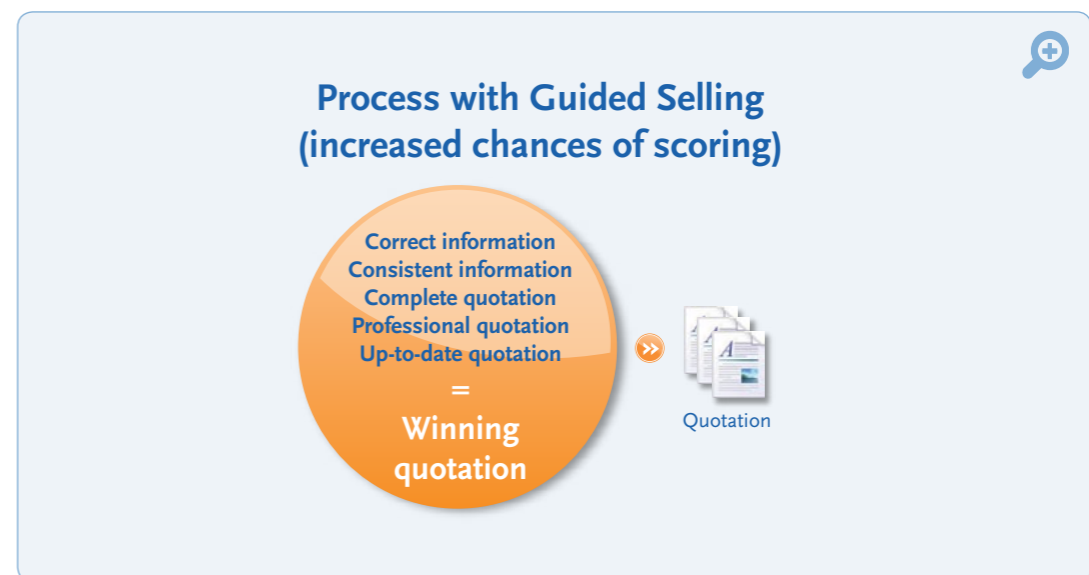 Process with Guided Selling
(increased chances of scoring)
Correct information
Consistent information
Complete quotation
Professional quotation
Up-to-date quotation
=
Winning
quotation
Quotation